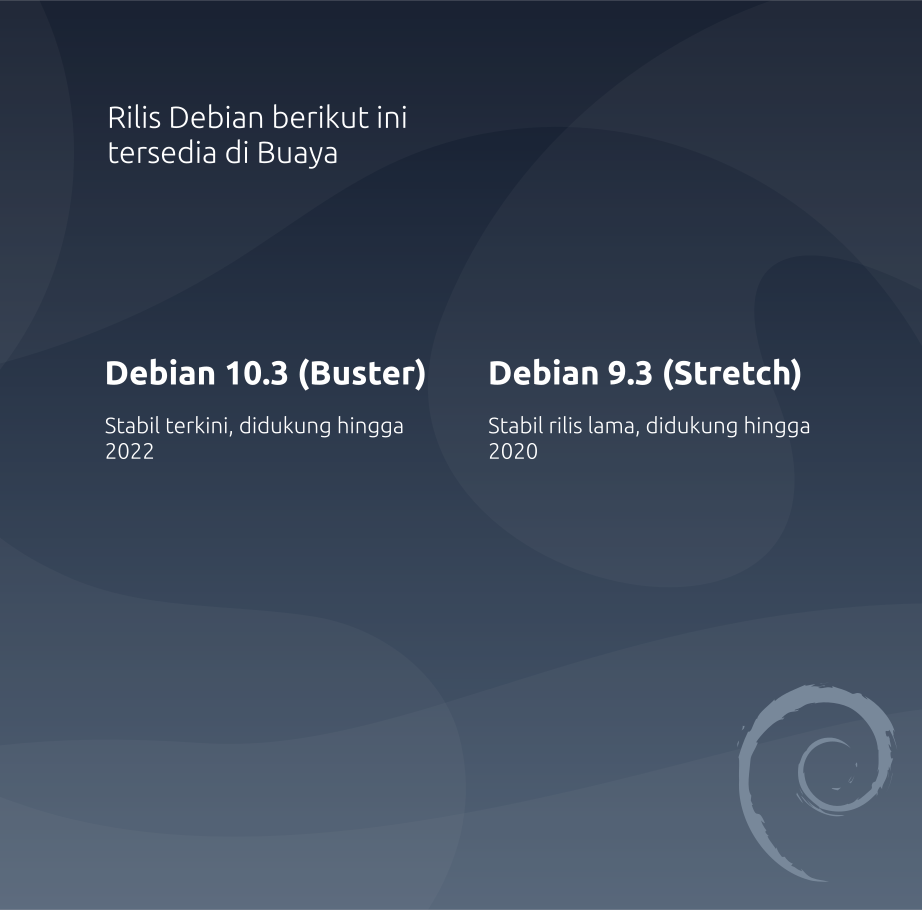 Rilis Debian berikut ini
tersedia di Buaya
Debian 10.3 (Buster)
Stabil terkini, didukung hingga
2022
Debian 9.3 (Stretch)
Stabil rilis lama, didukung hingga
2020